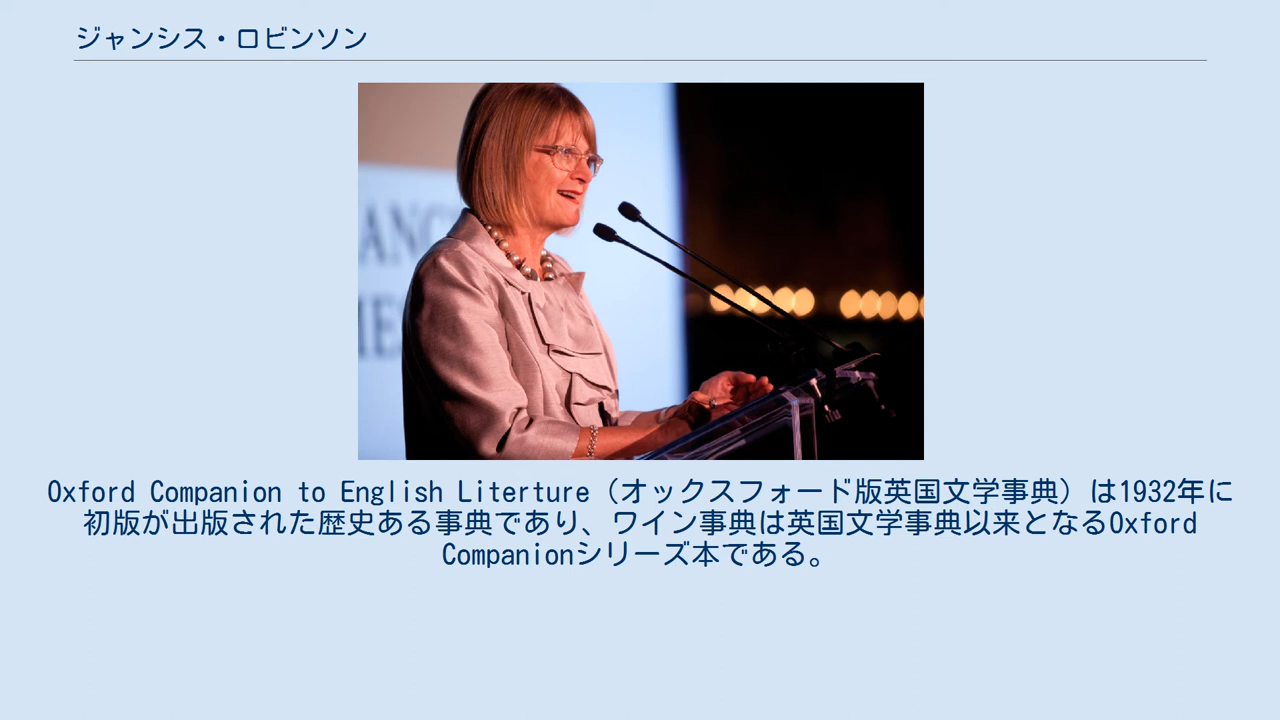 ジャンシス・ロビンソン
ANG
IE
Oxford Companion to English Literture（オックスフォード版英国文学事典）は1932年に
初版が出版された歴史ある事典であり、ワイン事典は英国文学事典以来となるOxford
Companionシリーズ本である。